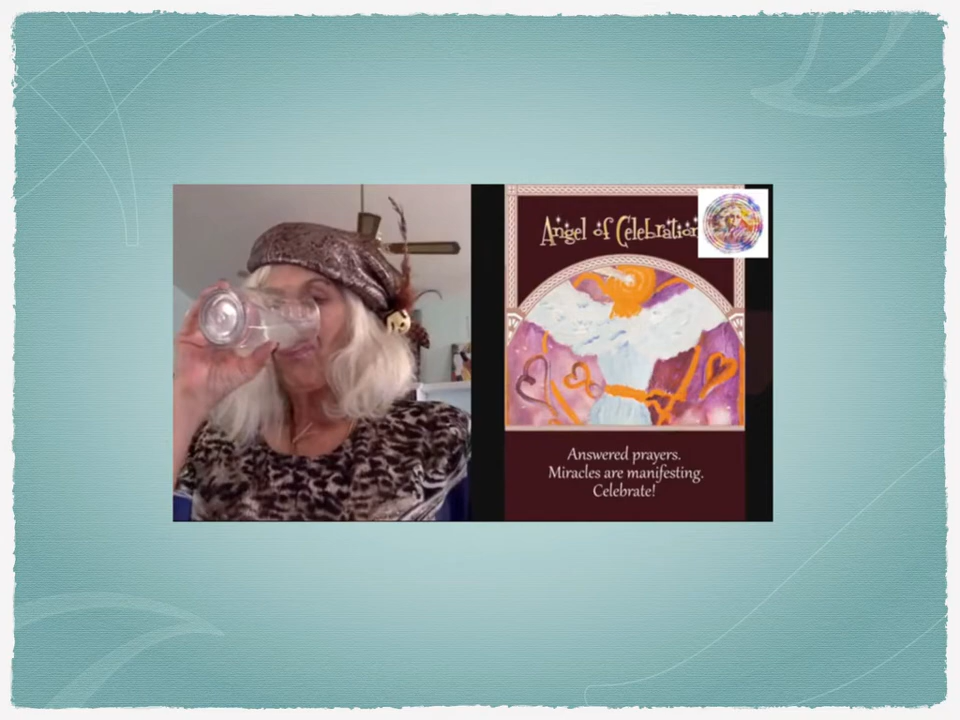 Angel of Celebration
Answered prayers.
Miracles are manifesting.
Celebrate!